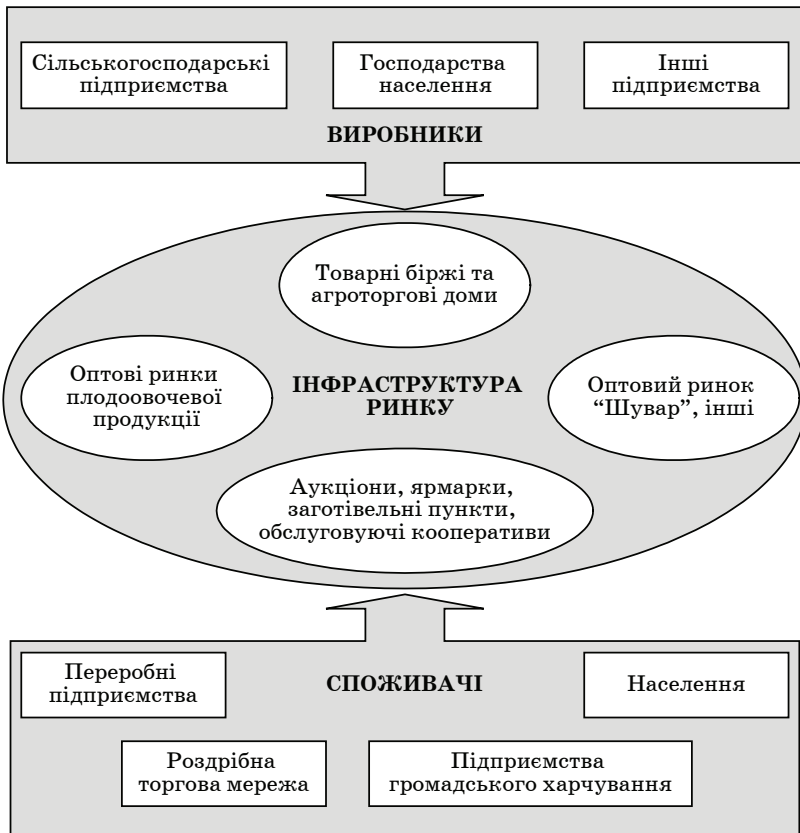 Сільськогосподарські
підприємства
Господарства
населення
Інші
підприємства
ВИРОБНИКИ
Товарні біржі та
агроторгові доми
Оптові ринки
плодоовочевої
продукції
ІНФРАСТРУКТУРА
РИНКУ
Оптовий ринок
“Шувар”, інші
Аукціони, ярмарки,
заготівельні пункти,
обслуговуючі кооперативи
Переробні
підприємства
СПОЖИВАЧІ
Населення
Роздрібна
торгова мережа
Підприємства
громадського харчування